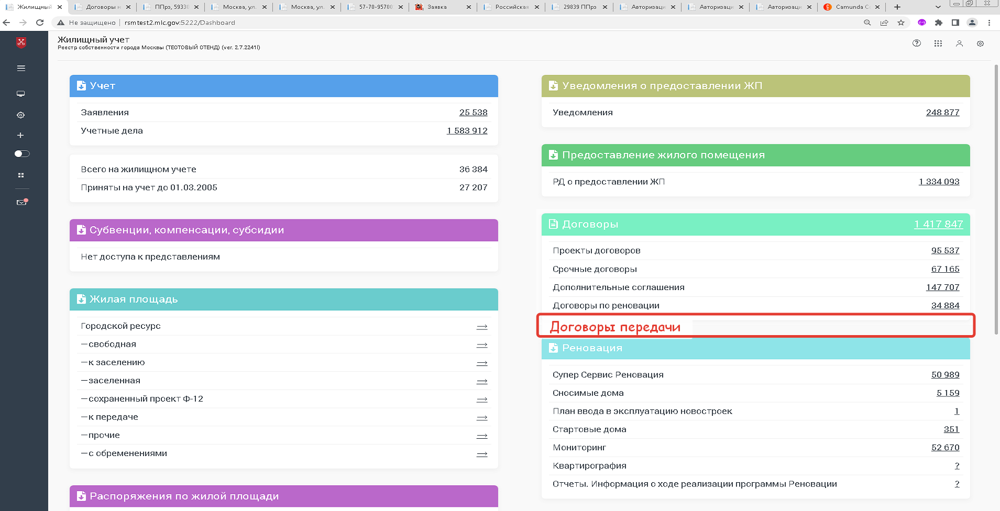 Жилищный
Договоры н
ППрз, 59330
Москва, ул.
Москва, ул.
57-70-95700
Заявка
Российская
29839 ППрз
Авторизаци
Авторизаци
Авторизаци
Camunda C
Не защищено
rsmtest2.mlc.gov:5222/Dashboard
Жилищный учет
Реестр собственности города Москвы (ТЕСТОВЫЙ СТЕНД) (ver. 2.7.2241l)
Учет
Заявления 25 538
Учетные дела 1 583 912
Всего на жилищном учете 36 384
Приняты на учет до 01.03.2005 27 207
Субвенции, компенсации, субсидии
Нет доступа к представлениям
Жилая площадь
Городской ресурс →
—свободная →
—к заселению →
—заселенная →
—сохраненный проект Ф-12 →
—к передаче →
—прочие →
—с обременениями →
Распоряжения по жилой площади
Уведомления о предоставлении ЖП
Уведомления 248 877
Предоставление жилого помещения
РД о предоставлении ЖП 1 334 093
Договоры 1 417 847
Проекты договоров 95 537
Срочные договоры 67 165
Дополнительные соглашения 147 707
Договоры по реновации 34 884
Договоры передачи
Реновация
Супер Сервис Реновация 50 989
Сносимые дома 5 159
План ввода в эксплуатацию новостроек 1
Стартовые дома 351
Мониторинг 52 670
Квартирография ?
Отчеты. Информация о ходе реализации программы Реновации ?